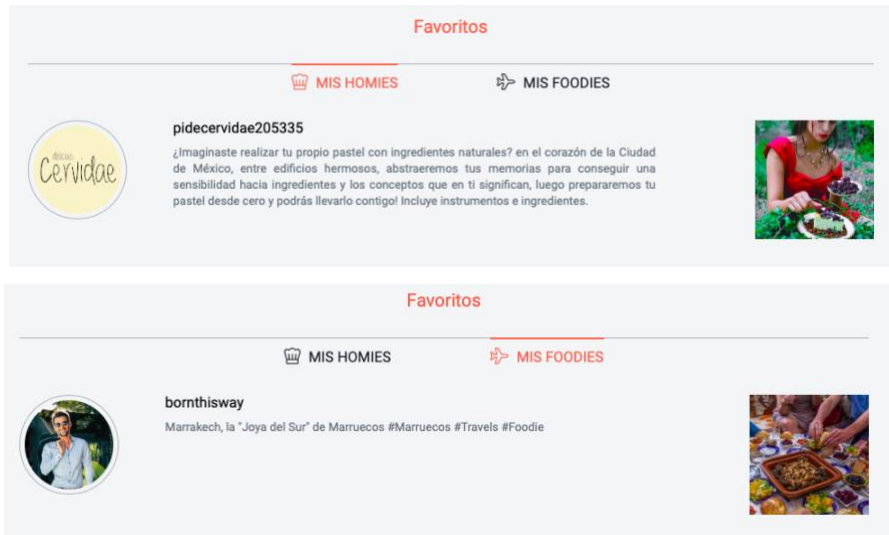 Favoritos
MIS HOMIES
MIS FOODIES
Cervidae
pidecervidae205335
¿Imaginaste realizar tu propio pastel con ingredientes naturales? en el corazón de la Ciudad
de México, entre edificios hermosos, abstraeremos tus memorias para conseguir una
sensibilidad hacia ingredientes y los conceptos que en ti significan, luego prepararemos tu
pastel desde cero y podrás llevarlo contigo! Incluye instrumentos e ingredientes.
Favoritos
MIS HOMIES
MIS FOODIES
bornthisway
Marrakech, la "Joya del Sur" de Marruecos #Marruecos #Travels #Foodie